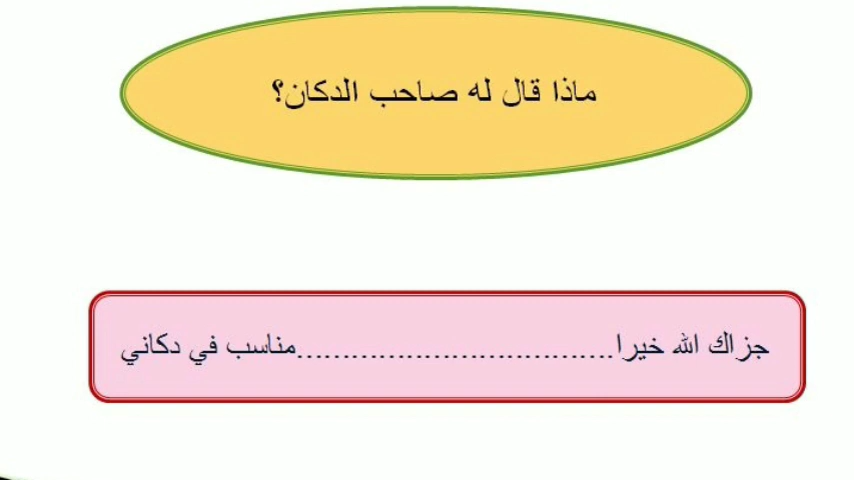 ماذا قال له صاحب الدكان؟
جزاك الله خيرا....................................مناسب في دكاني